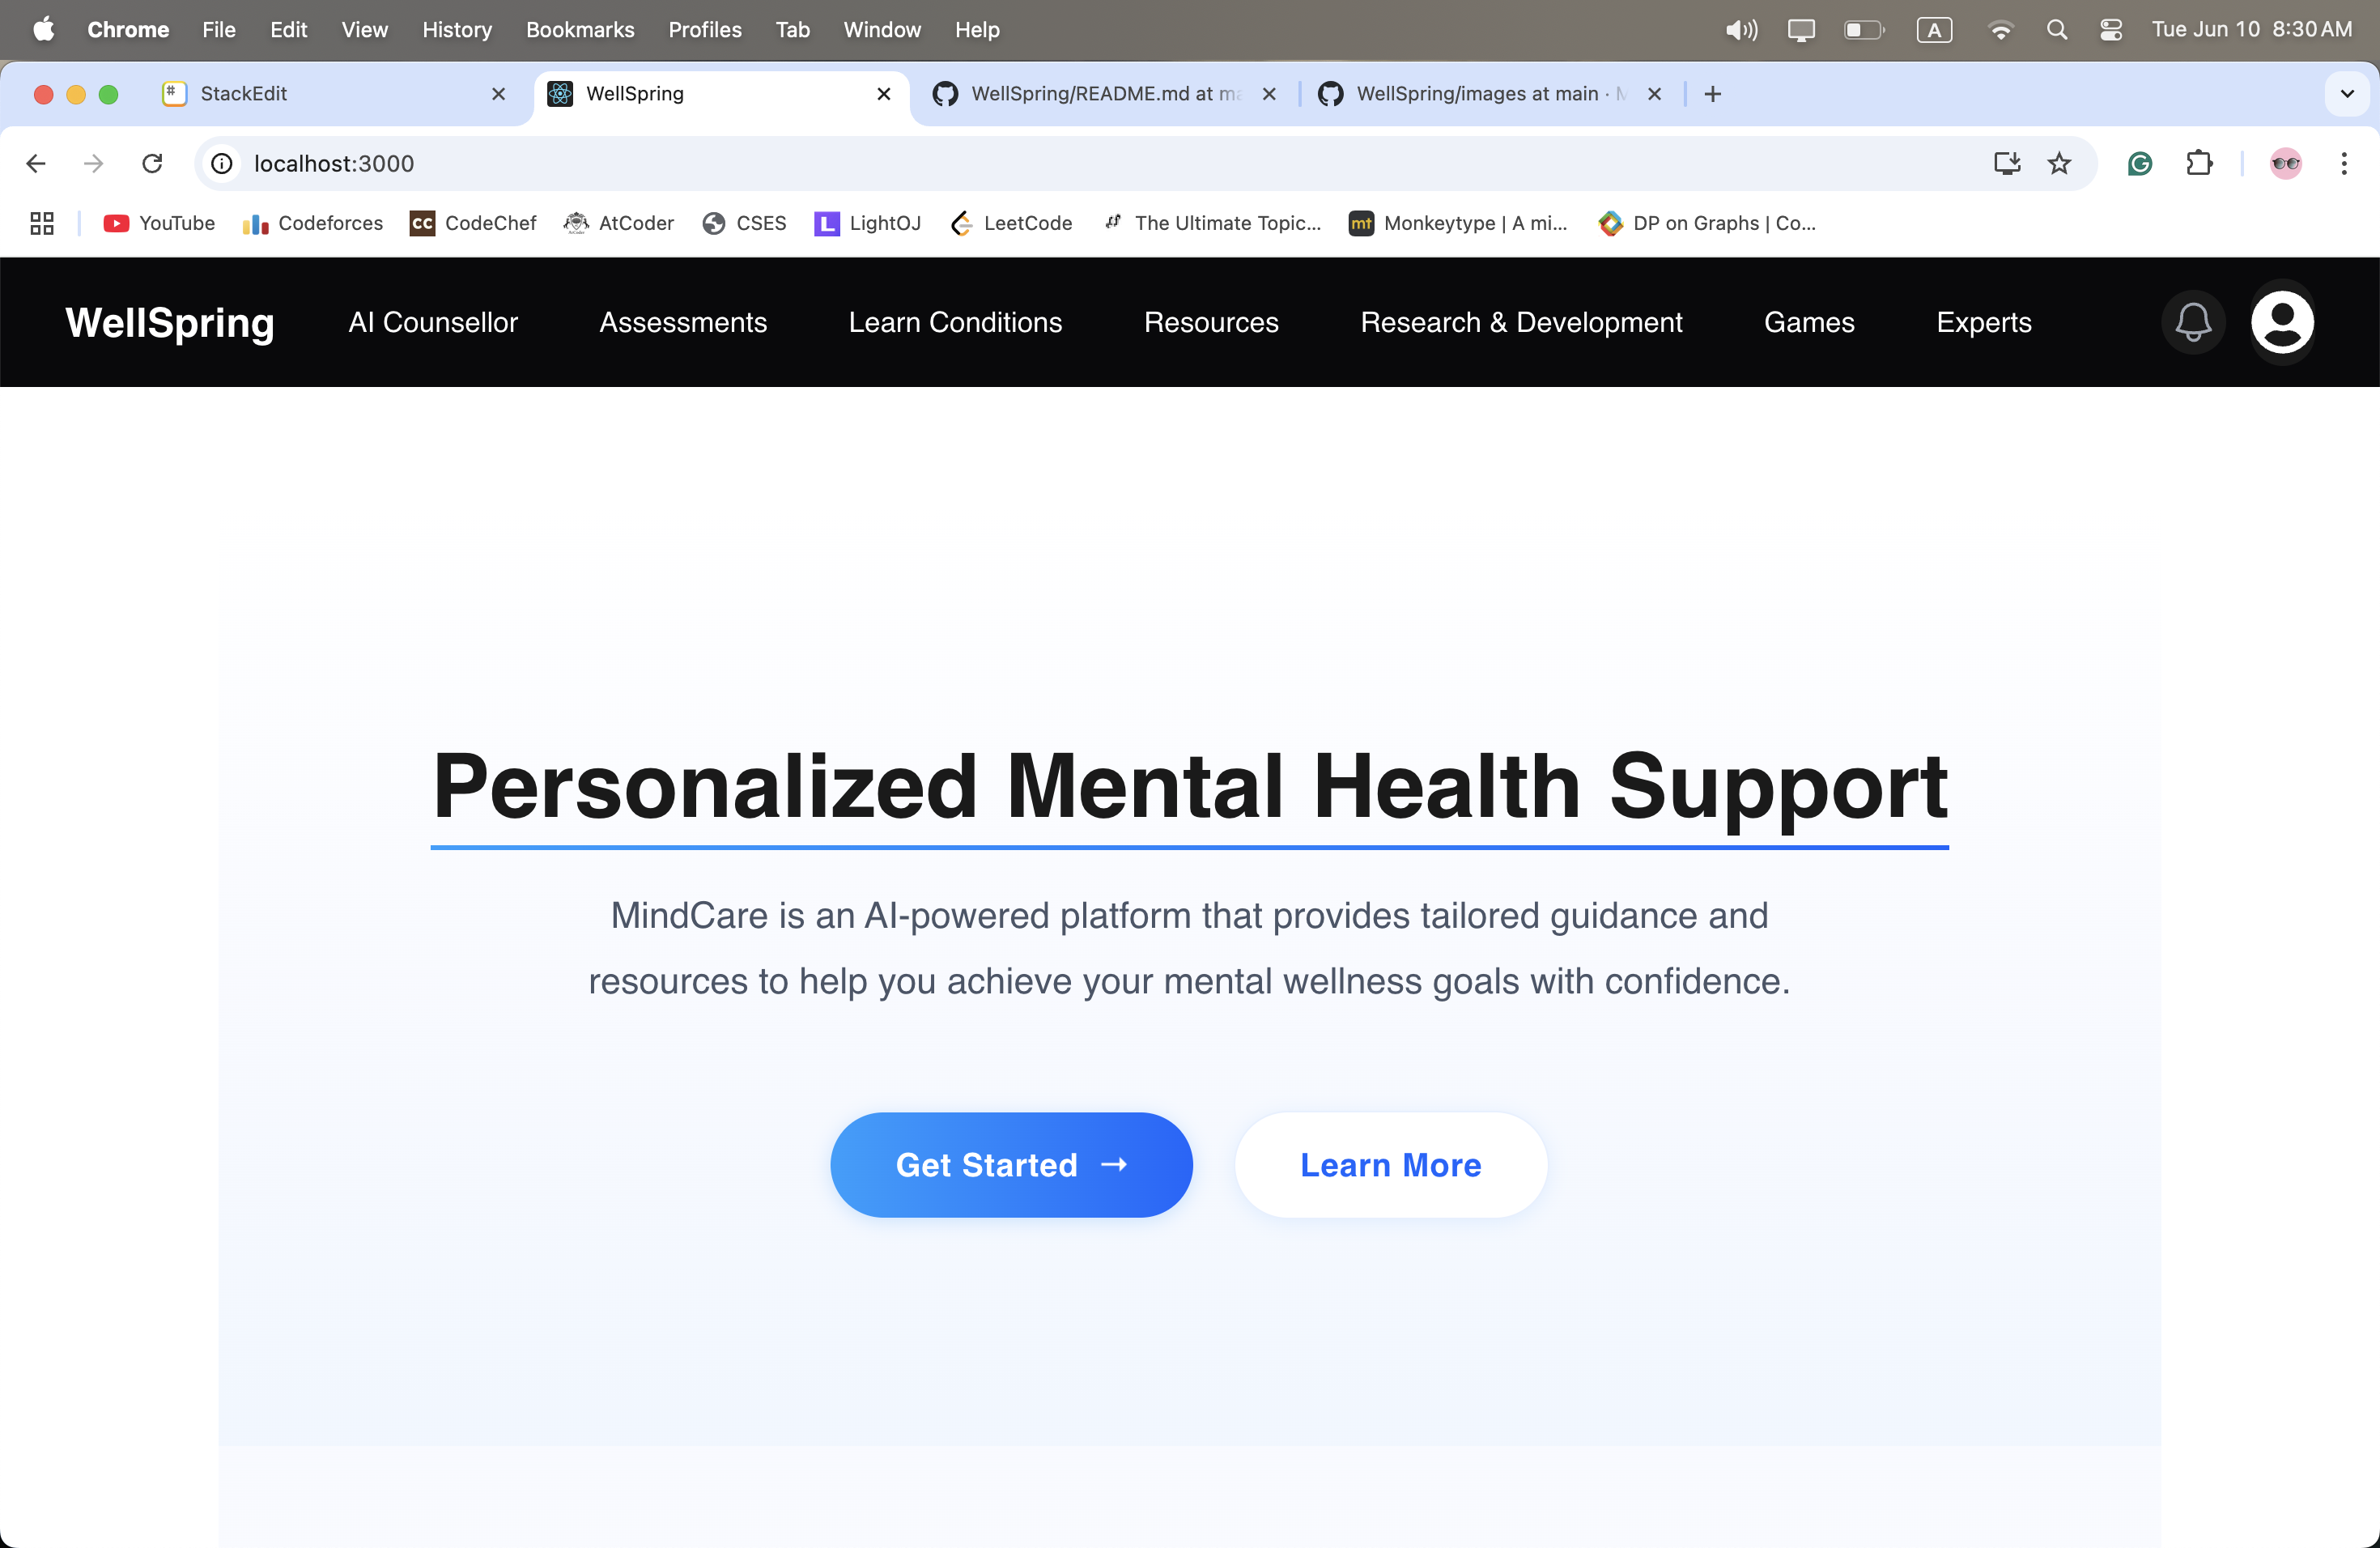 Chrome File Edit View History Bookmarks Profiles Tab Window Help A Tue Jun 10 8:30 AM
# StackEdit WellSpring WellSpring/README.md at ma WellSpring/images at main ·
localhost:3000
YouTube Codeforces CC CodeChef AtCoder CSES L LightOJ LeetCode The Ultimate Topic... mt Monkeytype | A mi... DP on Graphs | Co...
WellSpring AI Counsellor Assessments Learn Conditions Resources Research & Development Games Experts
Personalized Mental Health Support
MindCare is an AI-powered platform that provides tailored guidance and
resources to help you achieve your mental wellness goals with confidence.
Get Started → Learn More